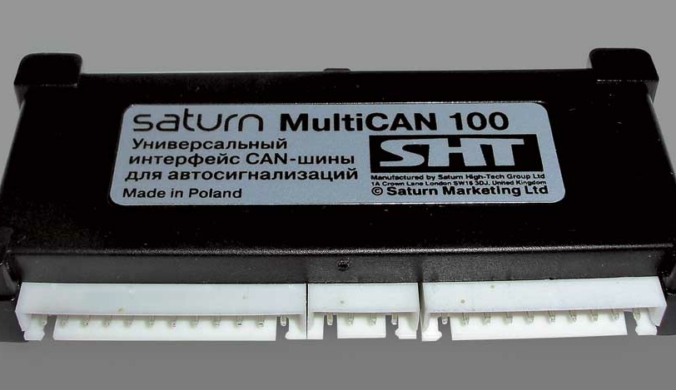 saturn MultiCAN 100
Универсальный
интерфейс CAN-шины
для автосигнализаций
Made in Poland
SHT
Manufactured by Saturn High-Tech Group Ltd
1A Crown Lane London SW16 3DJ, United Kingdom
© Saturn Marketing Ltd